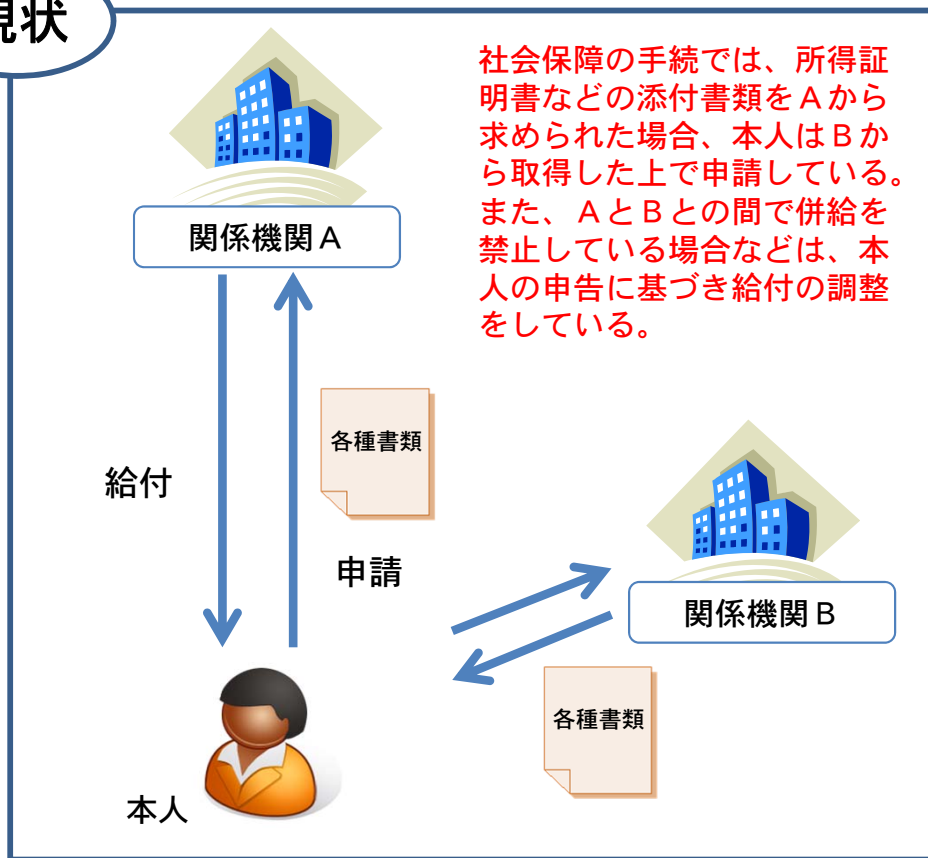 現状
社会保障の手続では、所得証
明書などの添付書類をＡから
求められた場合、本人はＢか
ら取得した上で申請している。
また、ＡとＢとの間で併給を
禁止している場合などは、本
人の申告に基づき給付の調整
をしている。
関係機関Ａ
各種書類
給付
申請
関係機関Ｂ
各種書類
本人